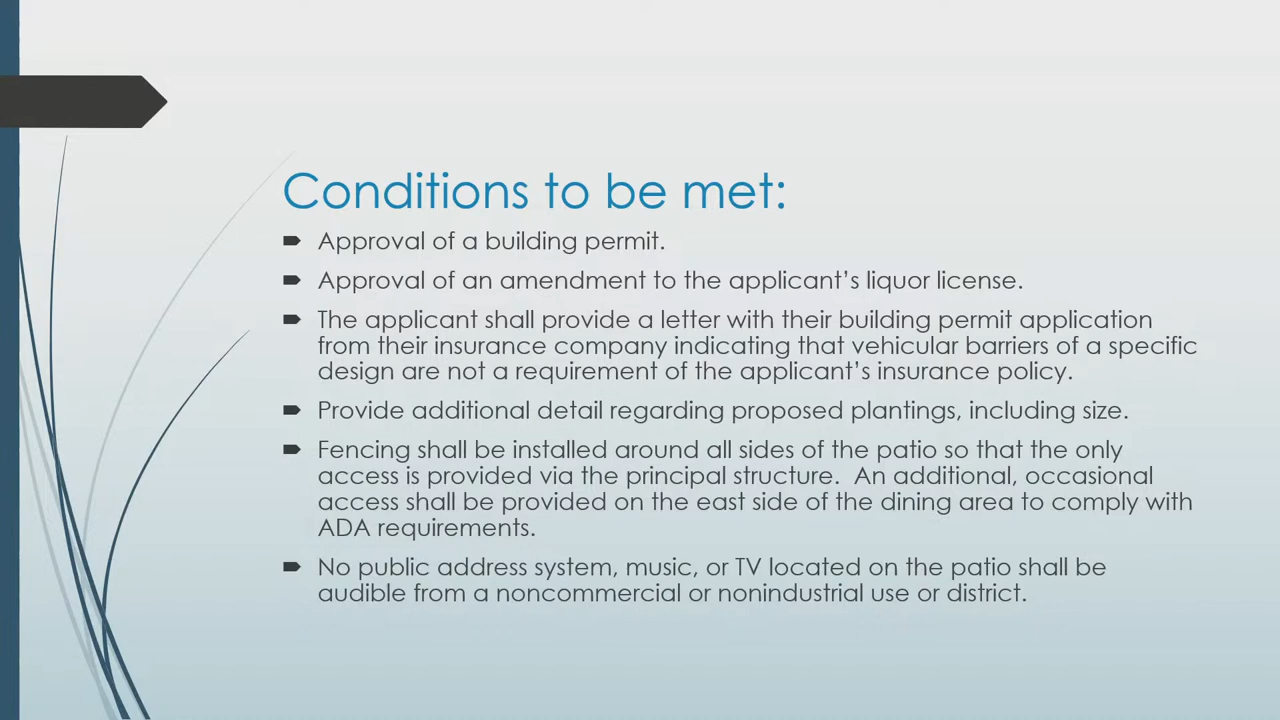 Conditions to be met:
Approval of a building permit.
Approval of an amendment to the applicant’s liquor license.
The applicant shall provide a letter with their building permit application
from their insurance company indicating that vehicular barriers of a specific
design are not a requirement of the applicant’s insurance policy.
Provide additional detail regarding proposed plantings, including size.
Fencing shall be installed around all sides of the patio so that the only
access is provided via the principal structure.  An additional, occasional
access shall be provided on the east side of the dining area to comply with
ADA requirements.
No public address system, music, or TV located on the patio shall be
audible from a noncommercial or nonindustrial use or district.